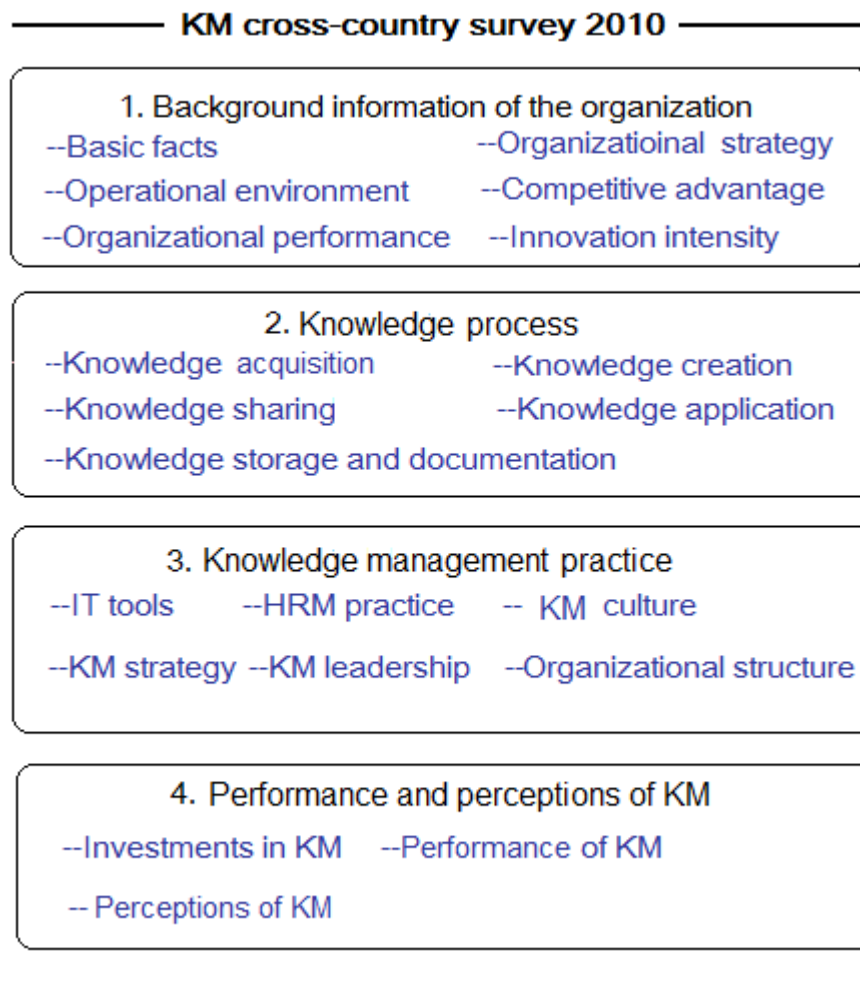 KM cross-country survey 2010
1. Background information of the organization
--Basic facts --Organizatioinal strategy
--Operational environment --Competitive advantage
--Organizational performance --Innovation intensity
2. Knowledge process
--Knowledge acquisition --Knowledge creation
--Knowledge sharing --Knowledge application
--Knowledge storage and documentation
3. Knowledge management practice
--IT tools --HRM practice -- KM culture
--KM strategy --KM leadership --Organizational structure
4. Performance and perceptions of KM
--Investments in KM --Performance of KM
-- Perceptions of KM